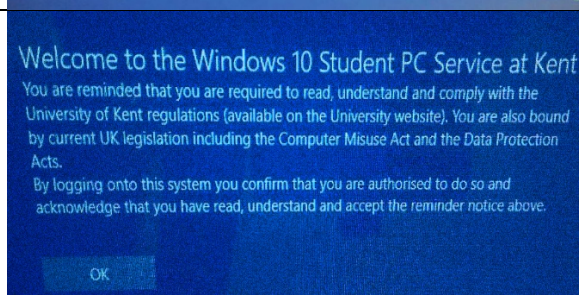 Welcome to the Windows 10 Student PC Service at Kent
You are reminded that you are required to read, understand and comply with the
University of Kent regulations (available on the University website). You are also bound
by current UK legislation including the Computer Misuse Act and the Data Protection
Acts.
By logging onto this system you confirm that you are authorised to do so and
acknowledge that you have read, understand and accept the reminder notice above.
OK